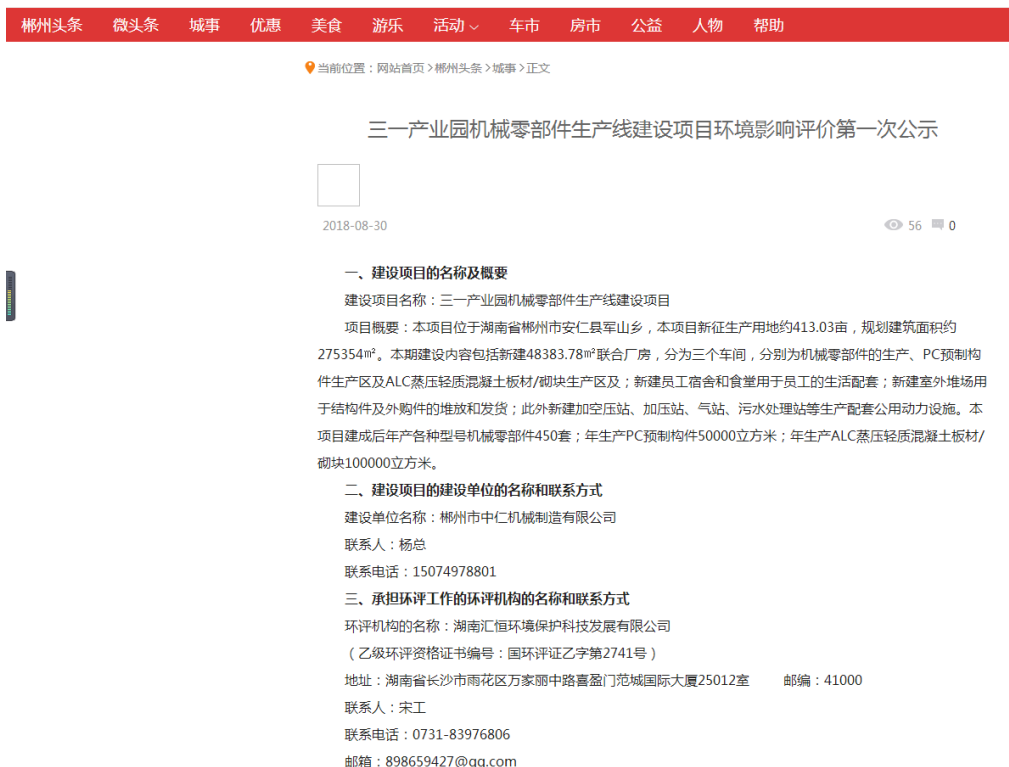 郴州头条 微头条 城事 优惠 美食 游乐 活动 车市 房市 公益 人物 帮助
当前位置：网站首页>郴州头条>城事>正文
三一产业园机械零部件生产线建设项目环境影响评价第一次公示
2018-08-30 56 0
一、建设项目的名称及概要
建设项目名称：三一产业园机械零部件生产线建设项目
项目概要：本项目位于湖南省郴州市安仁县军山乡，本项目新征生产用地约413.03亩，规划建筑面积约
275354㎡。本期建设内容包括新建48383.78㎡联合厂房，分为三个车间，分别为机械零部件的生产、PC预制构
件生产区及ALC蒸压轻质混凝土板材/砌块生产区及；新建员工宿舍和食堂用于员工的生活配套；新建室外堆场用
于结构件及外购件的堆放和发货；此外新建加空压站、加压站、气站、污水处理站等生产配套公用动力设施。本
项目建成后年产各种型号机械零部件450套；年生产PC预制构件50000立方米；年生产ALC蒸压轻质混凝土板材/
砌块100000立方米。
二、建设项目的建设单位的名称和联系方式
建设单位名称：郴州市中仁机械制造有限公司
联系人：杨总
联系电话：15074978801
三、承担环评工作的环评机构的名称和联系方式
环评机构的名称：湖南汇恒环境保护科技发展有限公司
（乙级环评资格证书编号：国环评证乙字第2741号）
地址：湖南省长沙市雨花区万家丽中路喜盈门范城国际大厦25012室 邮编：41000
联系人：宋工
联系电话：0731-83976806
邮箱：898659427@qq.com